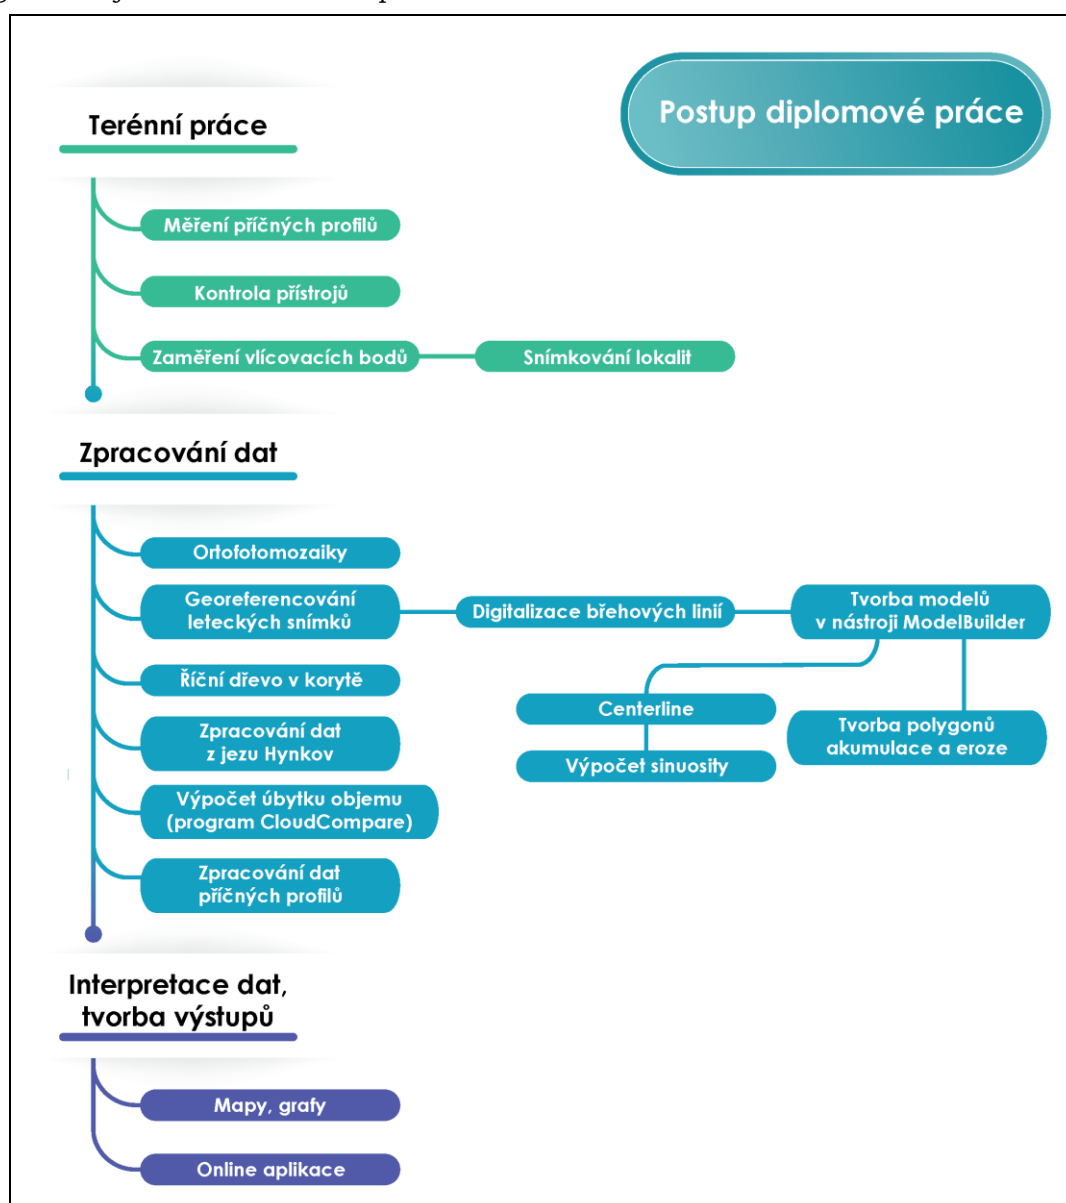 Postup diplomové práce
Terénní práce
Měření příčných profilů
Kontrola přístrojů
Zaměření vlícovacích bodů
Snímkování lokalit
Zpracování dat
Ortofotomozaiky
Georeferencování
leteckých snímků
Digitalizace břehových linií
Tvorba modelů
v nástroji ModelBuilder
Centerline
Výpočet sinuosity
Tvorba polygonů
akumulace a eroze
Říční dřevo v korytě
Zpracování dat
z jezu Hynkov
Výpočet úbytku objemu
(program CloudCompare)
Zpracování dat
příčných profilů
Interpretace dat,
tvorba výstupů
Mapy, grafy
Online aplikace